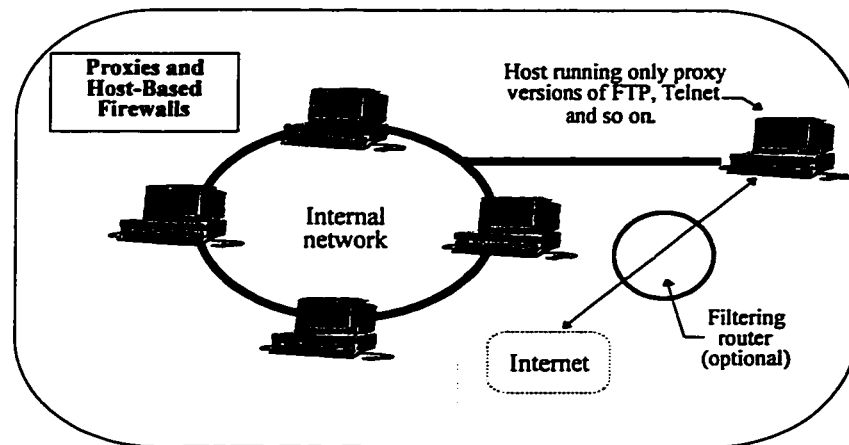 Proxies and
Host-Based
Firewalls
Host running only proxy
versions of FTP, Telnet
and so on.
Internal
network
Internet
Filtering
router
(optional)